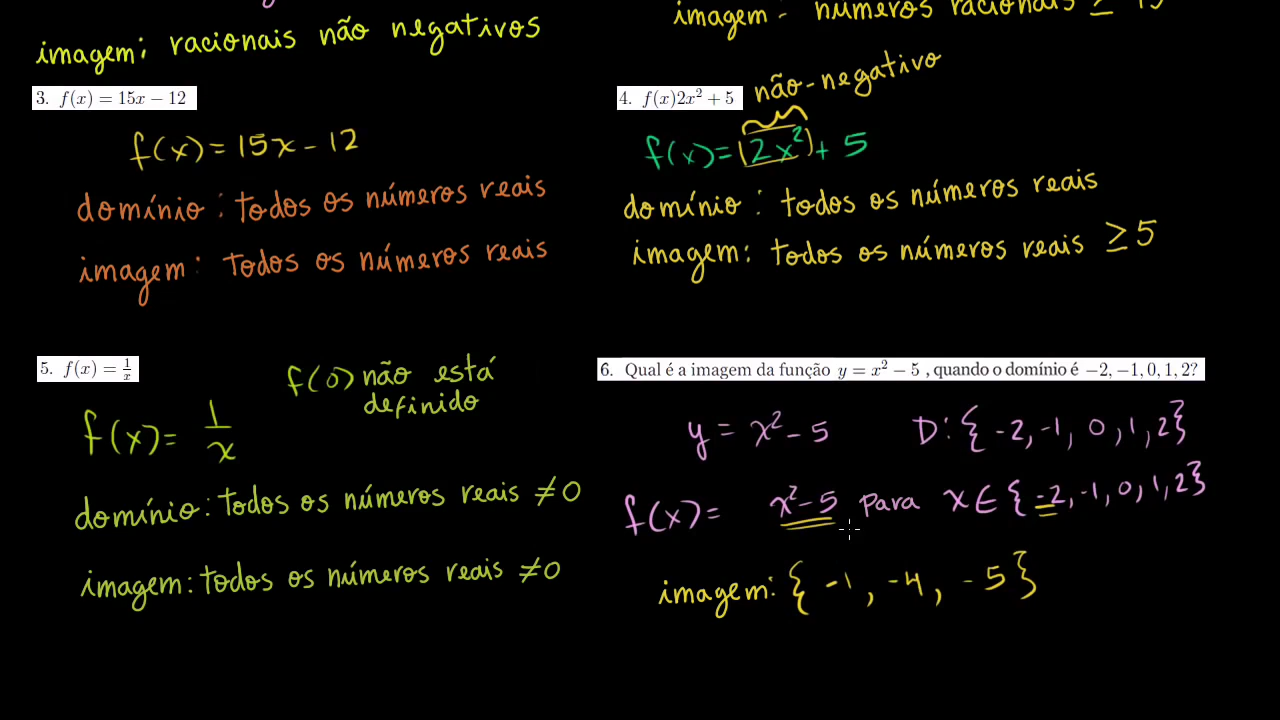 imagem: racionais não negativos
imagem: números racionais ≥ 15
3. f(x) = 15x − 12
f(x) = 15x − 12
domínio: todos os números reais
imagem: todos os números reais
4. f(x)2x² + 5
não-negativo
f(x) = (2x²) + 5
domínio: todos os números reais
imagem: todos os números reais ≥ 5
5. f(x) = 1/x
f(0) não está
definido
f(x) = 1/x
domínio: todos os números reais ≠ 0
imagem: todos os números reais ≠ 0
6. Qual é a imagem da função y = x² − 5 , quando o domínio é −2, −1, 0, 1, 2?
y = x² − 5 D: {-2, -1, 0, 1, 2}
f(x) = x² − 5 para x ∈ {-2, -1, 0, 1, 2}
imagem: {-1, -4, -5}